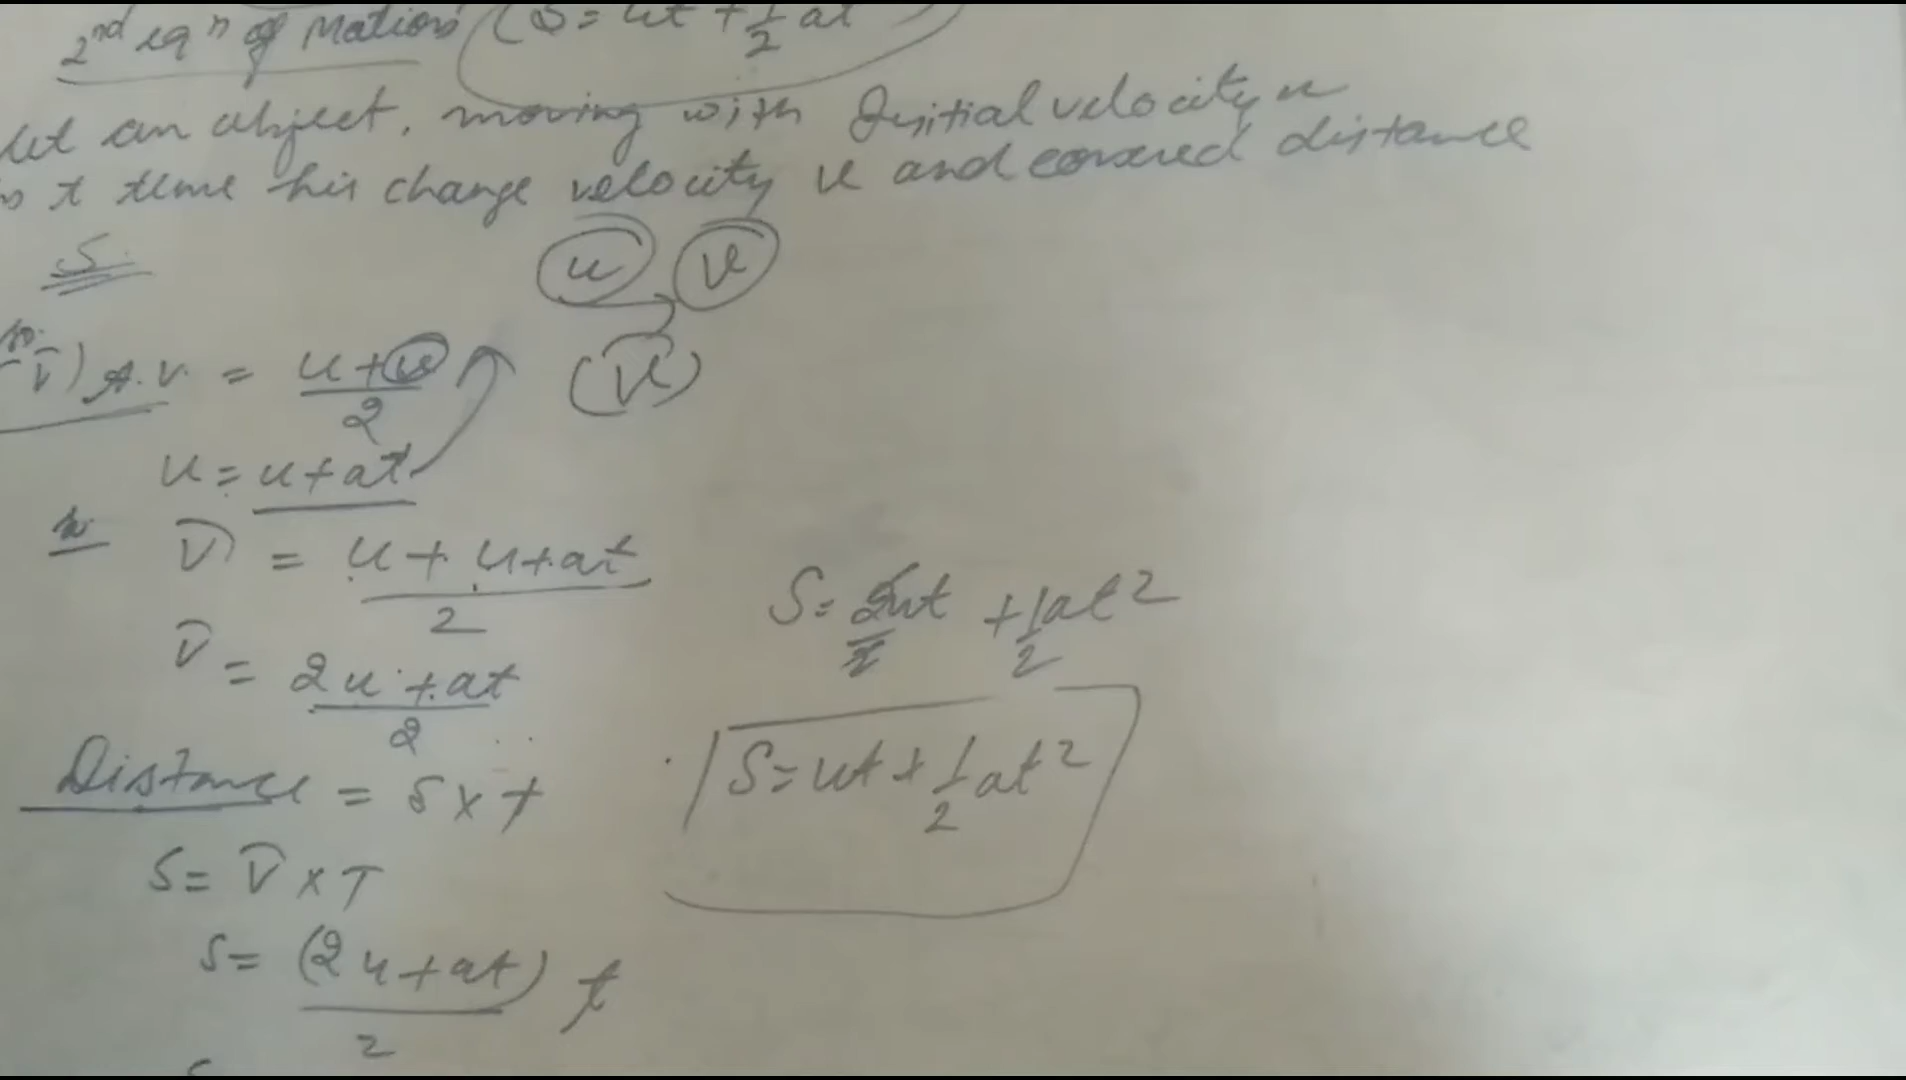 2nd eqn of Motion (S = ut + 1/2 at
let an object, moving with Initial velocity u
t time his change velocity v and covered distance
S.
u v
(v̄)
v̄) A.V. = u+v/2
v = u+at
v̄ = u + u+at/2
v̄ = 2u+at/2
Distance = s x t
S = v̄ x T
S = (2u+at)/2 t
S = 2ut/2 + 1/2 at²
S = ut + 1/2 at²